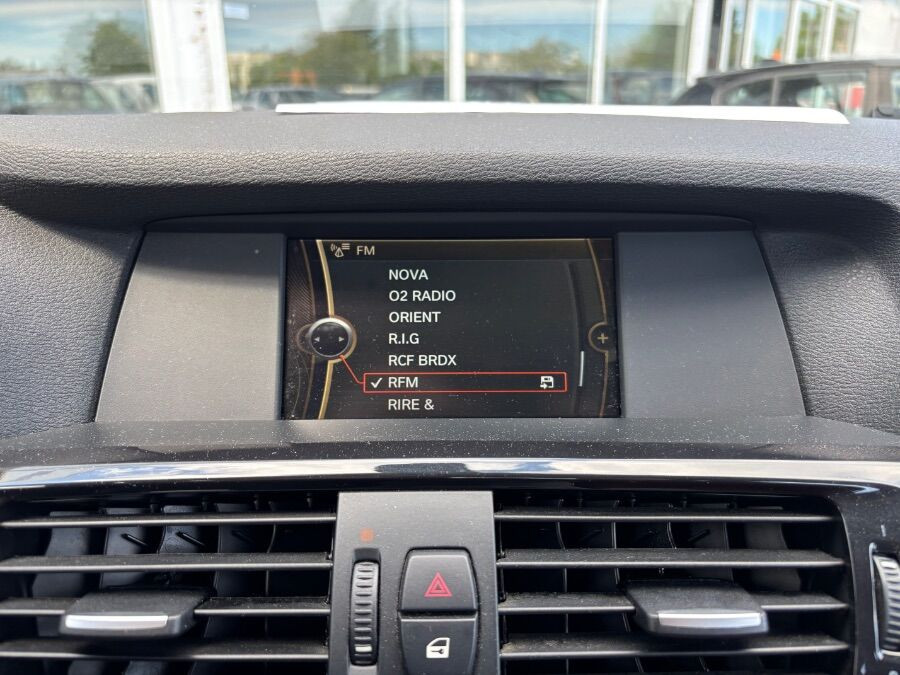 FM
NOVA
O2 RADIO
ORIENT
R.I.G
RCF BRDX
RFM
RIRE &